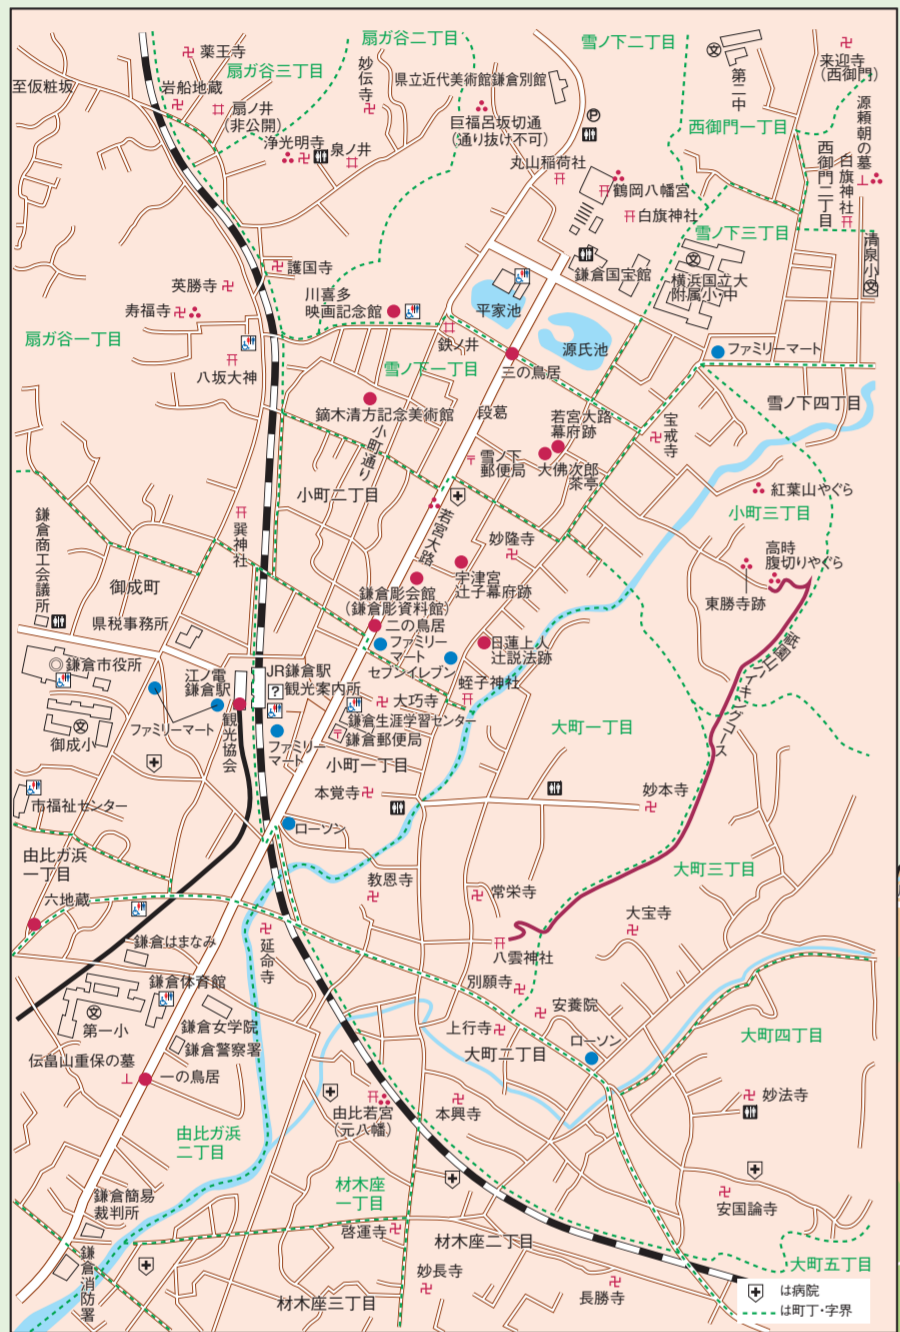 扇ガ谷二丁目
雪ノ下二丁目
薬王寺
扇ガ谷三丁目
妙伝寺
県立近代美術館鎌倉別館
第二中
来迎寺
(西御門)
至仮粧坂
岩船地蔵
扇ノ井
(非公開)
巨福呂坂切通
(通り抜け不可)
西御門一丁目
源頼朝の墓
浄光明寺
泉ノ井
丸山稲荷社
西御門二丁目
白旗神社
鶴岡八幡宮
白旗神社
雪ノ下三丁目
清泉小
護国寺
鎌倉国宝館
横浜国立大
附属小・中
英勝寺
川喜多
映画記念館
寿福寺
平家池
扇ガ谷一丁目
鉄ノ井
源氏池
ファミリーマート
八坂大神
雪ノ下一丁目
三の鳥居
雪ノ下四丁目
鏑木清方記念美術館
段葛
若宮大路
幕府跡
宝戒寺
小町通り
雪ノ下
郵便局
大佛次郎
茶亭
小町二丁目
紅葉山やぐら
小町三丁目
鎌倉商工会議所
巽神社
若宮大路
妙隆寺
高時
腹切りやぐら
御成町
宇津宮
辻子幕府跡
鎌倉彫会館
(鎌倉彫資料館)
東勝寺跡
県税事務所
二の鳥居
ファミリー
マート
日蓮上人
辻説法跡
祇園山ハイキングコース
鎌倉市役所
江ノ電
鎌倉駅
JR鎌倉駅
観光案内所
セブンイレブン
蛭子神社
大巧寺
鎌倉生涯学習センター
大町一丁目
御成小
ファミリーマート
観光協会
ファミリー
マート
鎌倉郵便局
小町一丁目
市福祉センター
本覚寺
妙本寺
ローソン
由比ガ浜
一丁目
大町三丁目
六地蔵
教恩寺
常栄寺
大宝寺
鎌倉はまなみ
延命寺
八雲神社
鎌倉体育館
別願寺
安養院
第一小
鎌倉女学院
上行寺
ローソン
大町四丁目
鎌倉警察署
大町二丁目
伝畠山重保の墓
一の鳥居
妙法寺
由比若宮
(元八幡)
本興寺
由比ガ浜
二丁目
材木座
一丁目
安国論寺
鎌倉簡易
裁判所
啓運寺
材木座二丁目
鎌倉消防署
妙長寺
大町五丁目
材木座三丁目
長勝寺
は病院
は町丁・字界